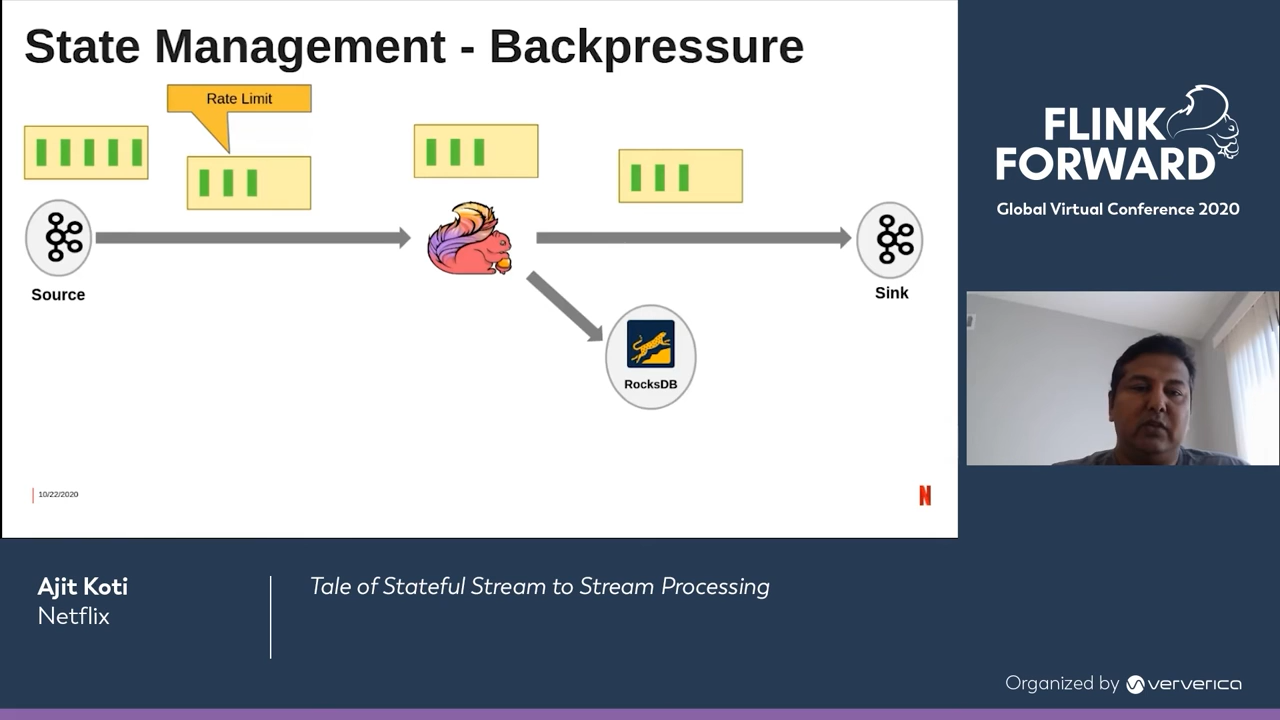 State Management - Backpressure
Rate Limit
Source
Sink
RocksDB
10/22/2020
N
FLINK
FORWARD
Global Virtual Conference 2020
Ajit Koti
Netflix
Tale of Stateful Stream to Stream Processing
Organized by ververica